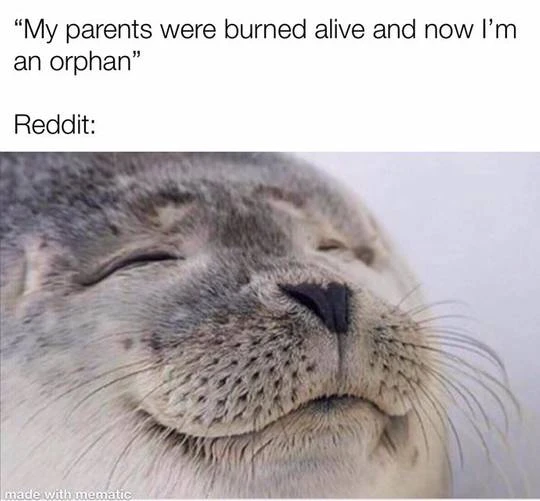 “My parents were burned alive and now I’m
an orphan”
Reddit:
made with mematic